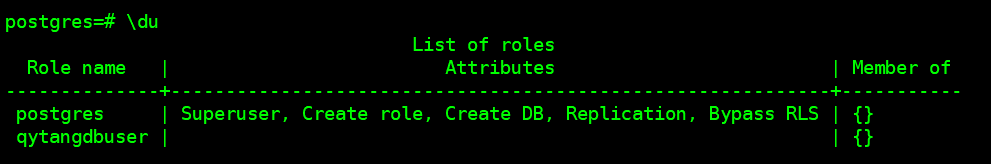 postgres=# \du
List of roles
Role name | Attributes | Member of
--------------+------------------------------------------------------------+-----------
postgres | Superuser, Create role, Create DB, Replication, Bypass RLS | {}
qytangdbuser | | {}